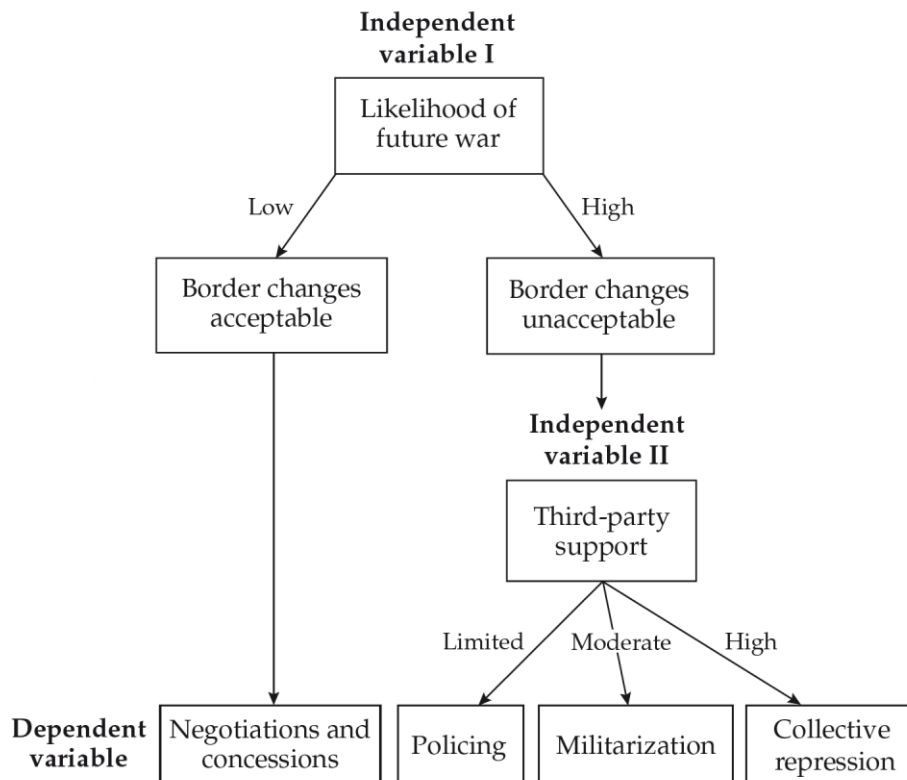 Independent
variable I
Likelihood of
future war
Low
High
Border changes
acceptable
Border changes
unacceptable
Independent
variable II
Third-party
support
Limited
Moderate
High
Dependent
variable
Negotiations and
concessions
Policing
Militarization
Collective
repression